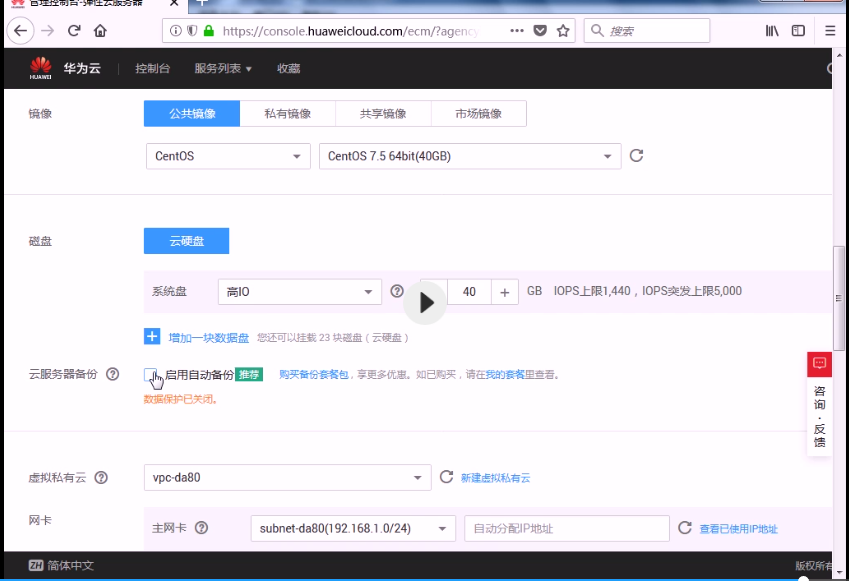 管理控制台-弹性云服务器
https://console.huaweicloud.com/ecm/?agency
搜索
HUAWEI 华为云 控制台 服务列表 收藏
镜像 公共镜像 私有镜像 共享镜像 市场镜像
CentOS CentOS 7.5 64bit(40GB)
磁盘 云硬盘
系统盘 高IO 40 + GB IOPS上限1,440，IOPS突发上限5,000
增加一块数据盘 您还可以挂载 23 块磁盘（云硬盘）
云服务器备份 启用自动备份 推荐 购买备份套餐包，享更多优惠。如已购买，请在我的套餐里查看。
数据保护已关闭。
咨询·反馈
虚拟私有云 vpc-da80 新建虚拟私有云
网卡 主网卡 subnet-da80(192.168.1.0/24) 自动分配IP地址 查看已使用IP地址
ZH 简体中文 版权所有